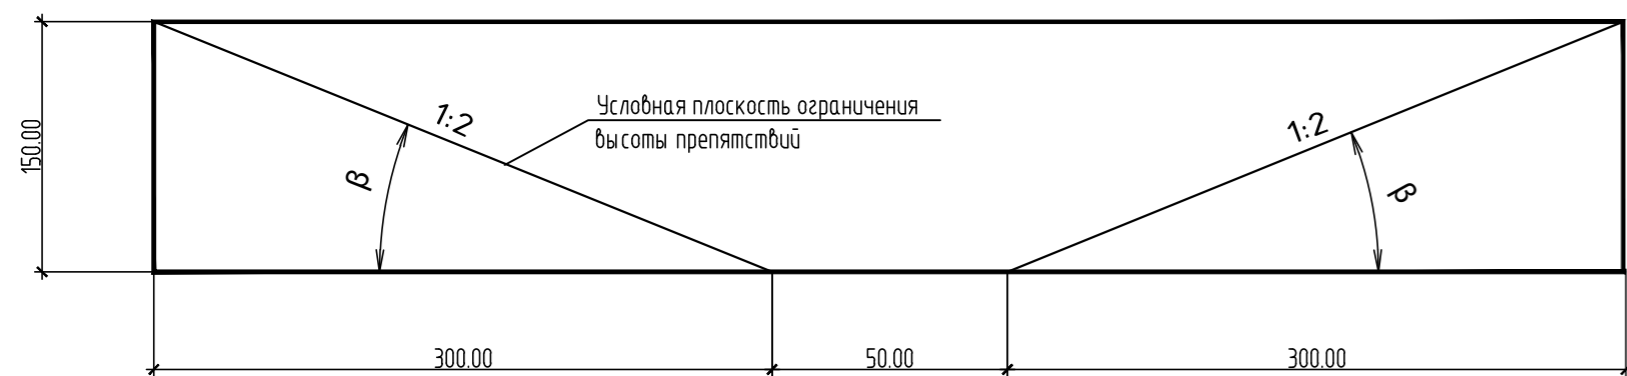 Условная плоскость ограничения
высоты препятствий
1:2
1:2
β
β
150.00
300.00
50.00
300.00